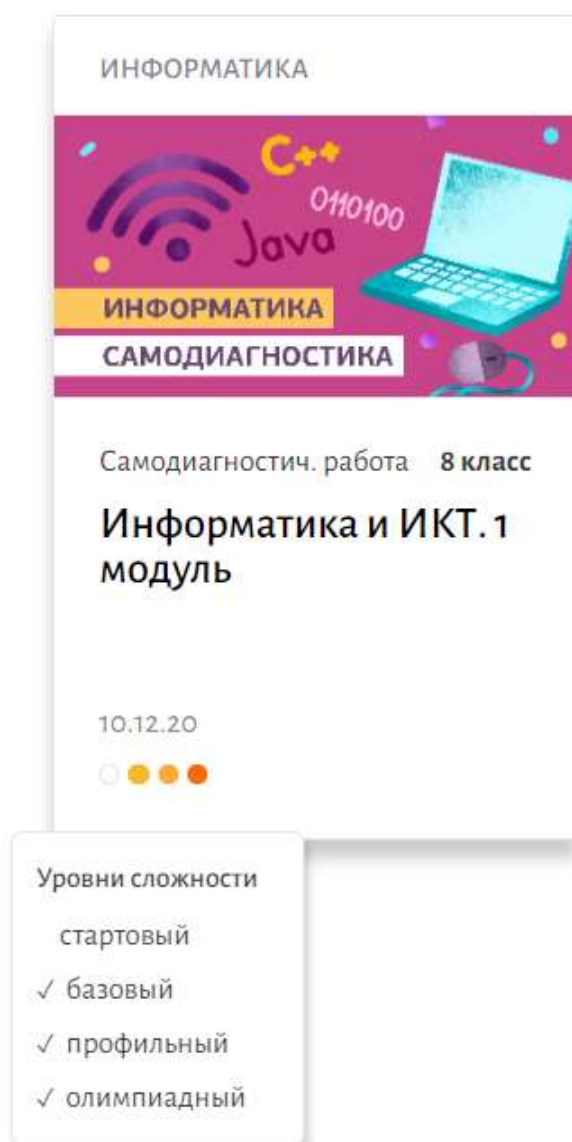 ИНФОРМАТИКА
C++
0110100
Java
ИНФОРМАТИКА
САМОДИАГНОСТИКА
Самодиагностич. работа 8 класс
Информатика и ИКТ. 1
модуль
10.12.20
Уровни сложности
стартовый
✓ базовый
✓ профильный
✓ олимпиадный